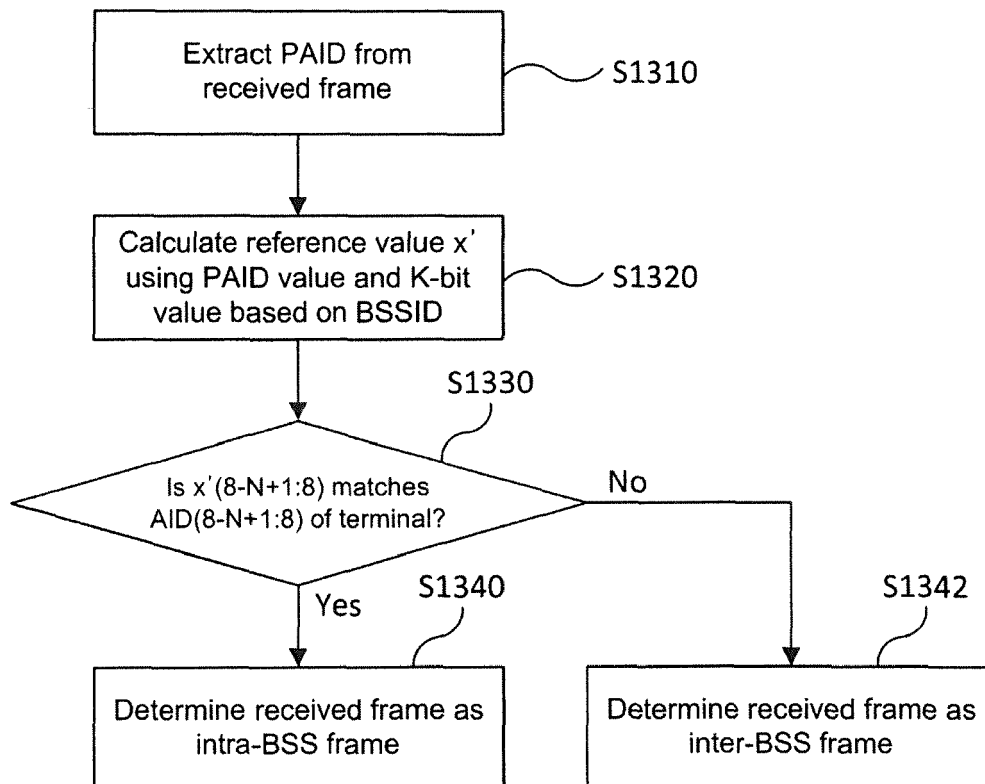 Extract PAID from
received frame
S1310
Calculate reference value x'
using PAID value and K-bit
value based on BSSID
S1320
S1330
Is x'(8-N+1:8) matches
AID(8-N+1:8) of terminal?
No
Yes
S1340
S1342
Determine received frame as
intra-BSS frame
Determine received frame as
inter-BSS frame